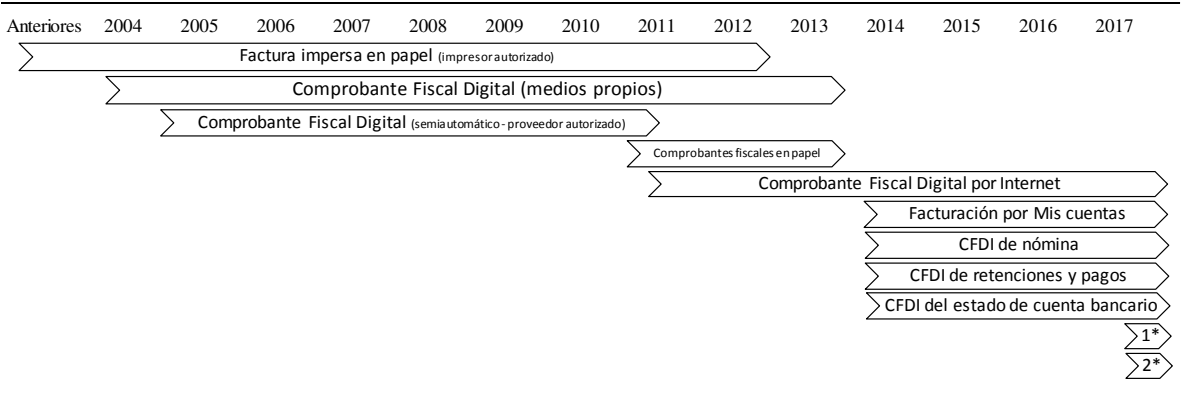 Anteriores 2004 2005 2006 2007 2008 2009 2010 2011 2012 2013 2014 2015 2016 2017
Factura impersa en papel (impresor autorizado)
Comprobante Fiscal Digital (medios propios)
Comprobante Fiscal Digital (semiautomático - proveedor autorizado)
Comprobantes fiscales en papel
Comprobante Fiscal Digital por Internet
Facturación por Mis cuentas
CFDI de nómina
CFDI de retenciones y pagos
CFDI del estado de cuenta bancario
1*
2*